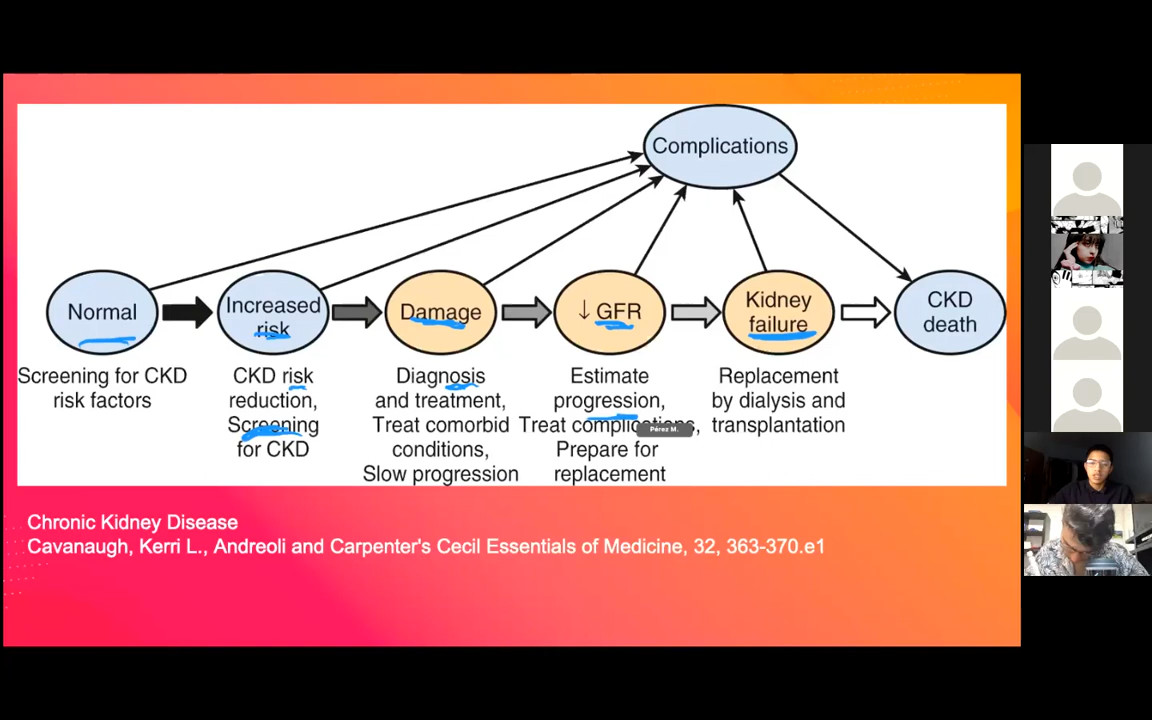 Complications
Normal
Increased
risk
Damage
↓ GFR
Kidney
failure
CKD
death
Screening for CKD
risk factors
CKD risk
reduction,
Screening
for CKD
Diagnosis
and treatment,
Treat comorbid
conditions,
Slow progression
Estimate
progression,
Treat complications,
Prepare for
replacement
Replacement
by dialysis and
transplantation
Pérez M.
Chronic Kidney Disease
Cavanaugh, Kerri L., Andreoli and Carpenter's Cecil Essentials of Medicine, 32, 363-370.e1